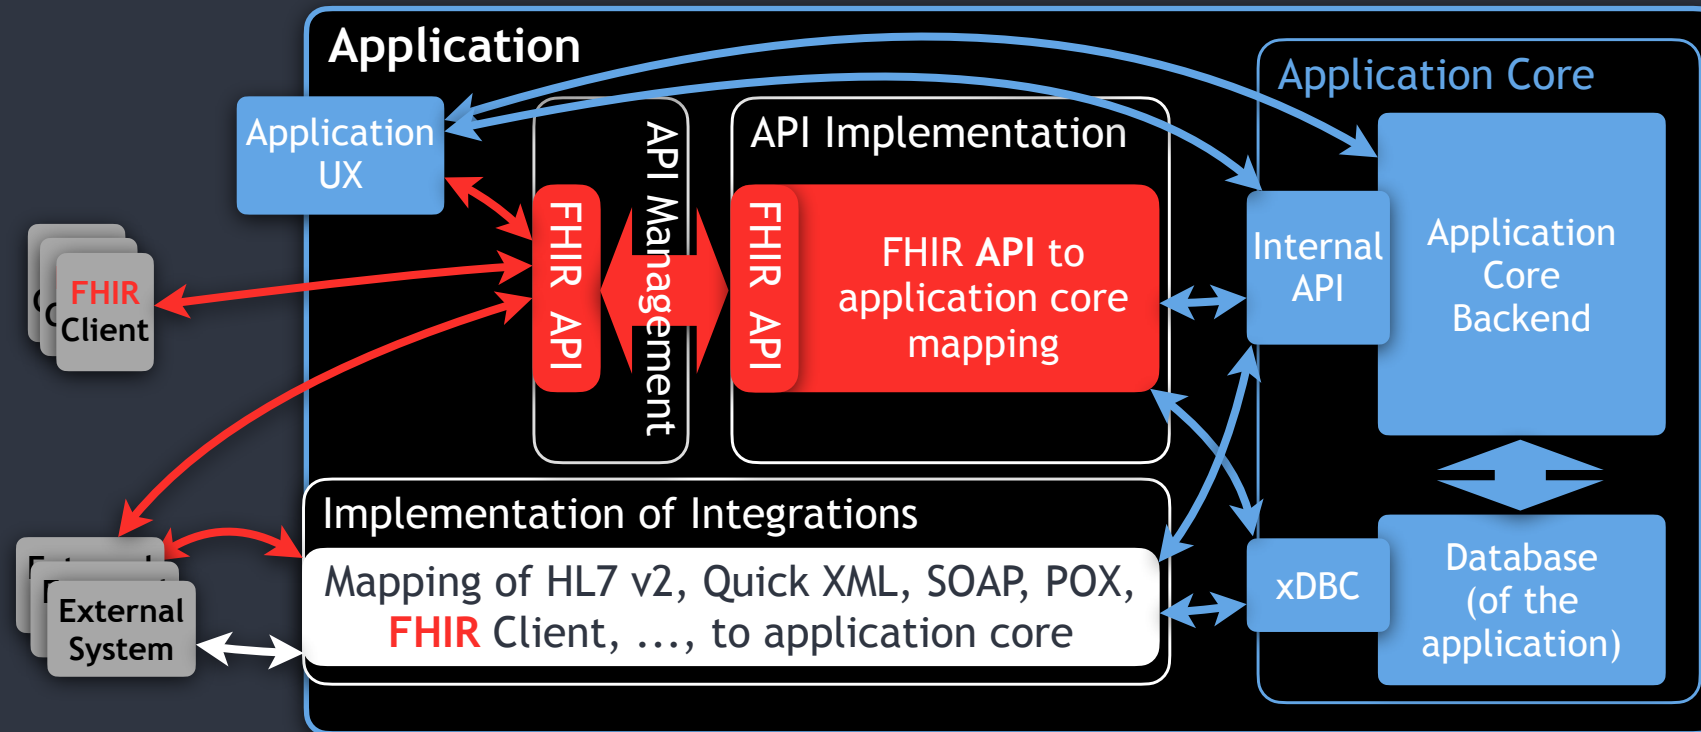 Application
Application Core
Application
UX
API Management
API Implementation
FHIR API
FHIR API
FHIR API to
application core
mapping
Internal
API
Application
Core
Backend
FHIR
Client
Implementation of Integrations
Mapping of HL7 v2, Quick XML, SOAP, POX,
FHIR Client, ..., to application core
External
System
xDBC
Database
(of the
application)